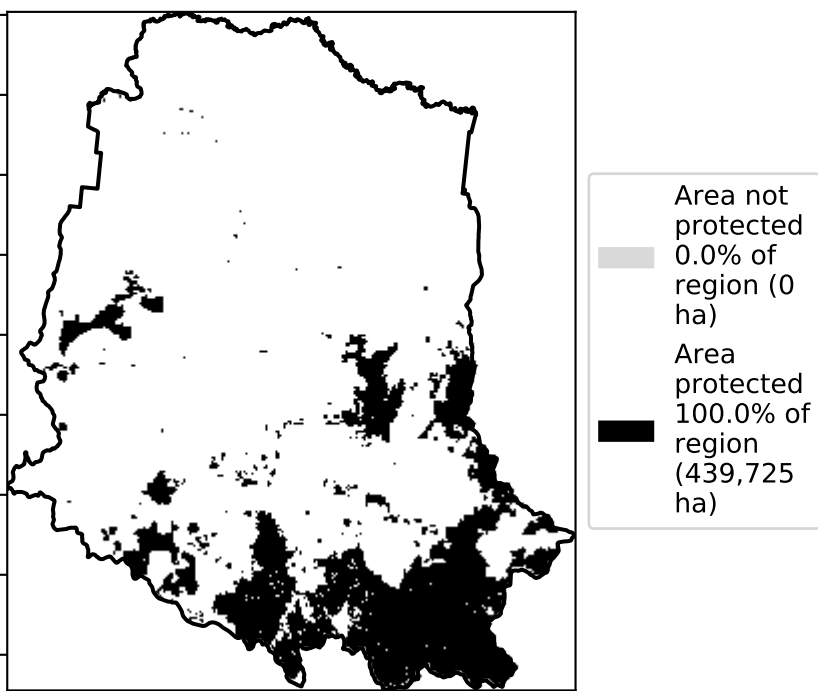 Area not
protected
0.0% of
region (0
ha)
Area
protected
100.0% of
region
(439,725
ha)